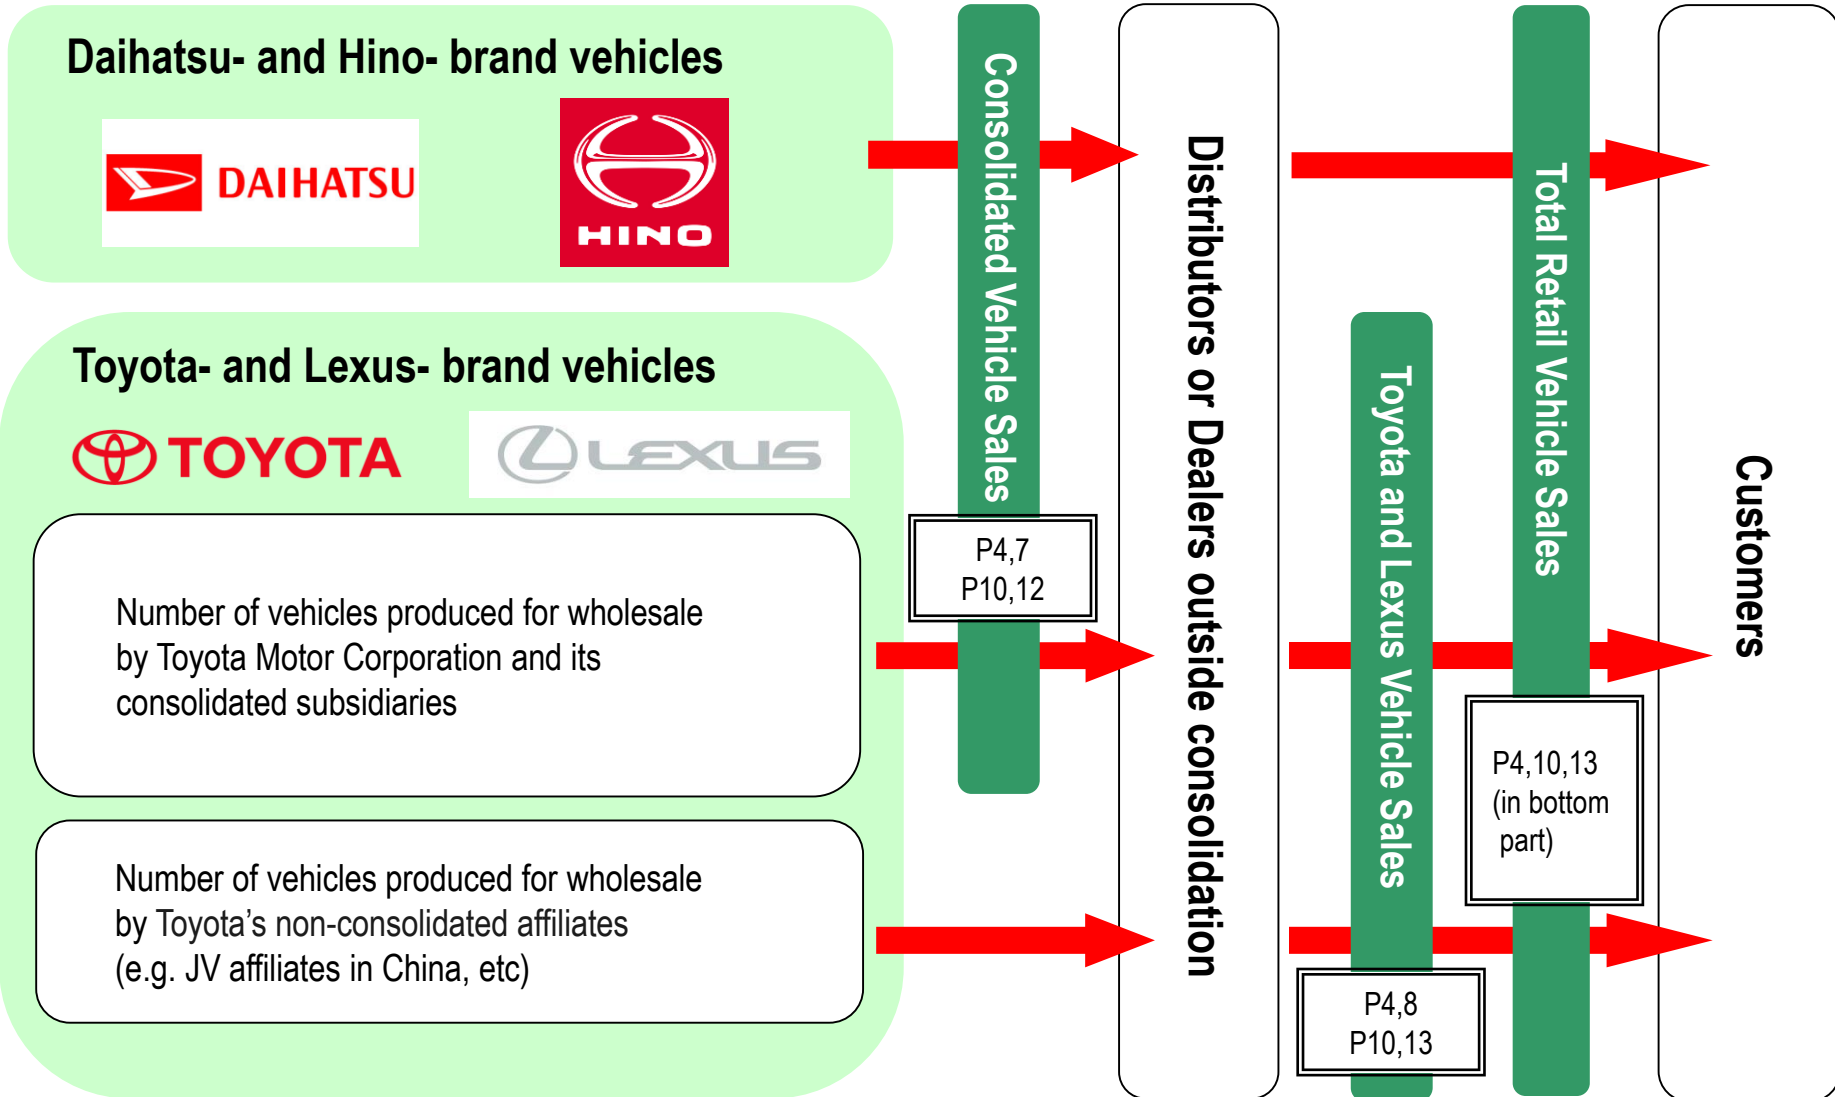 Daihatsu- and Hino- brand vehicles
DAIHATSU
HINO
Toyota- and Lexus- brand vehicles
TOYOTA
LEXUS
Number of vehicles produced for wholesale
by Toyota Motor Corporation and its
consolidated subsidiaries
Number of vehicles produced for wholesale
by Toyota’s non-consolidated affiliates
(e.g. JV affiliates in China, etc)
Consolidated Vehicle Sales
P4,7
P10,12
Distributors or Dealers outside consolidation
Toyota and Lexus Vehicle Sales
P4,8
P10,13
Total Retail Vehicle Sales
P4,10,13
(in bottom
part)
Customers